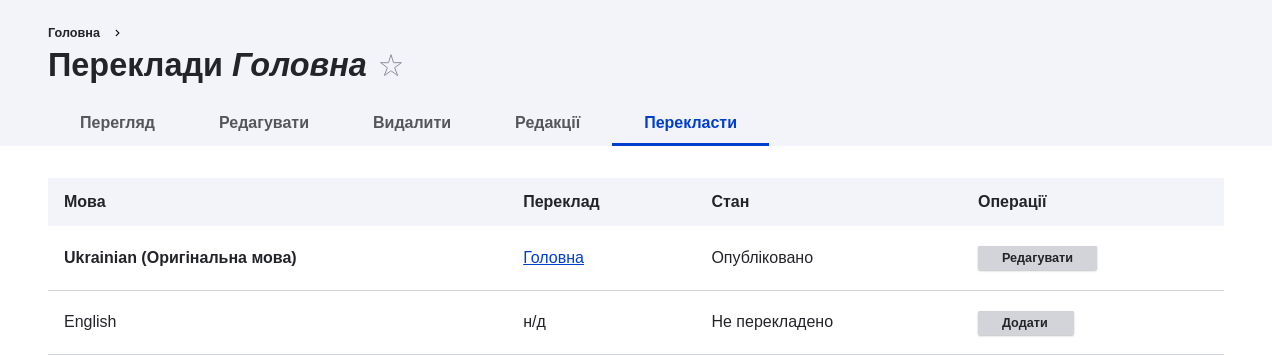 Головна
Переклади Головна
Перегляд Редагувати Видалити Редакції Перекласти
Мова Переклад Стан Операції
Ukrainian (Оригінальна мова) Головна Опубліковано Редагувати
English н/д Не перекладено Додати